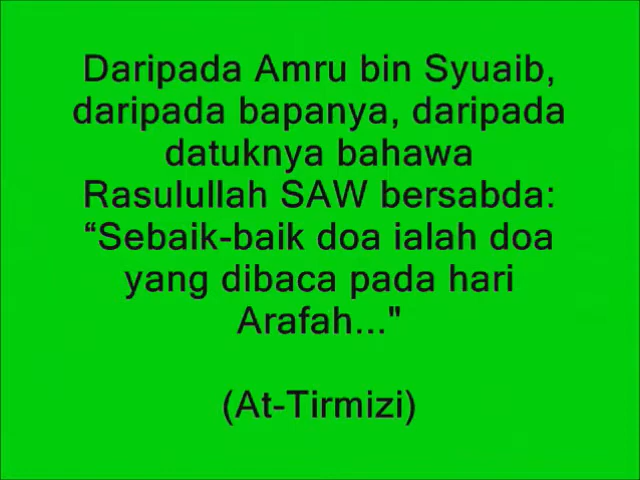 Daripada Amru bin Syuaib,
daripada bapanya, daripada
datuknya bahawa
Rasulullah SAW bersabda:
“Sebaik-baik doa ialah doa
yang dibaca pada hari
Arafah..."
(At-Tirmizi)